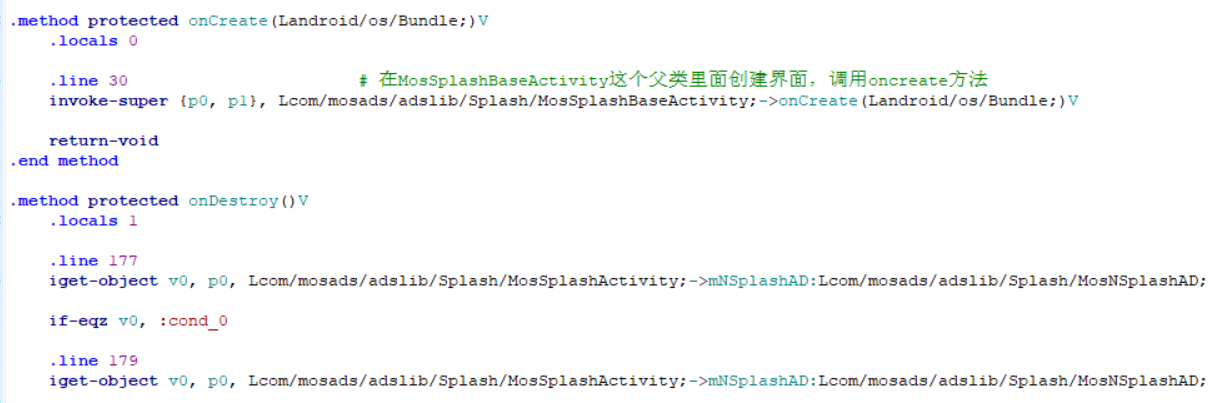 .method protected onCreate(Landroid/os/Bundle;)V
.locals 0
.line 30 # 在MosSplashBaseActivity这个父类里面创建界面，调用oncreate方法
invoke-super {p0, p1}, Lcom/mosads/adslib/Splash/MosSplashBaseActivity;->onCreate(Landroid/os/Bundle;)V
return-void
.end method
.method protected onDestroy()V
.locals 1
.line 177
iget-object v0, p0, Lcom/mosads/adslib/Splash/MosSplashActivity;->mNSplashAD:Lcom/mosads/adslib/Splash/MosNSplashAD;
if-eqz v0, :cond_0
.line 179
iget-object v0, p0, Lcom/mosads/adslib/Splash/MosSplashActivity;->mNSplashAD:Lcom/mosads/adslib/Splash/MosNSplashAD;